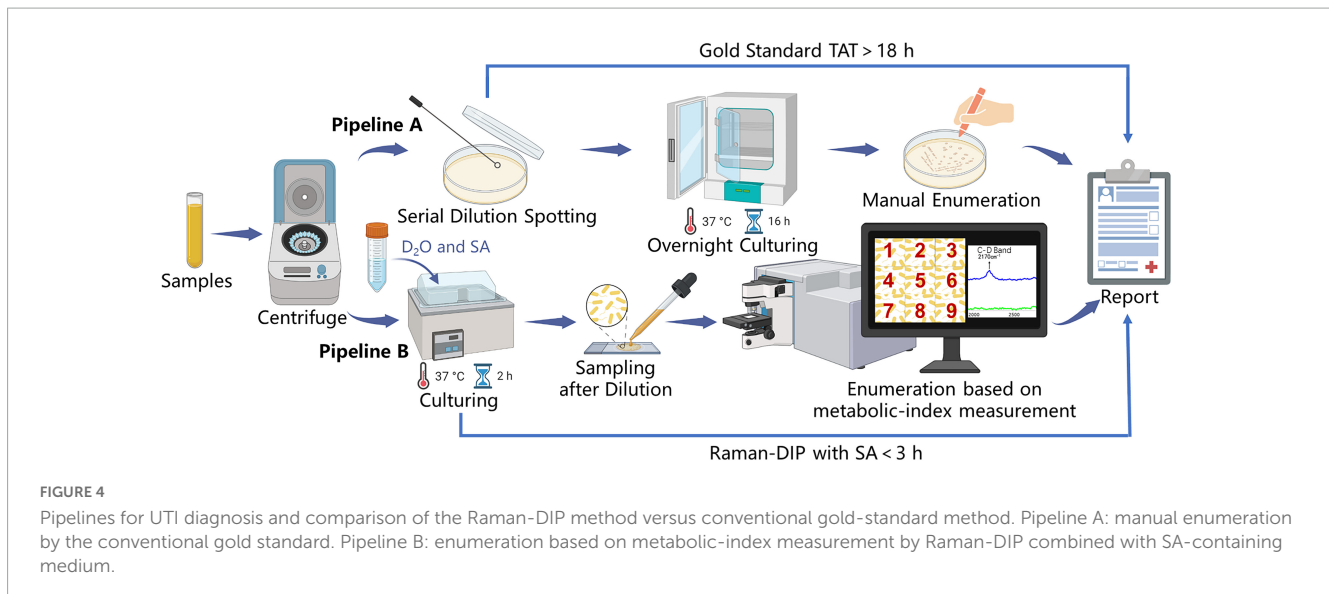 Gold Standard TAT > 18 h
Pipeline A
Serial Dilution Spotting
37 °C
16 h
Overnight Culturing
Manual Enumeration
Samples
Centrifuge
D₂O and SA
Pipeline B
37 °C
2 h
Culturing
Sampling
after Dilution
1 2 3
4 5 6
7 8 9
C-D Band
2170cm⁻¹
2000 2500
Enumeration based on
metabolic-index measurement
Report
Raman-DIP with SA < 3 h
FIGURE 4
Pipelines for UTI diagnosis and comparison of the Raman-DIP method versus conventional gold-standard method. Pipeline A: manual enumeration
by the conventional gold standard. Pipeline B: enumeration based on metabolic-index measurement by Raman-DIP combined with SA-containing
medium.